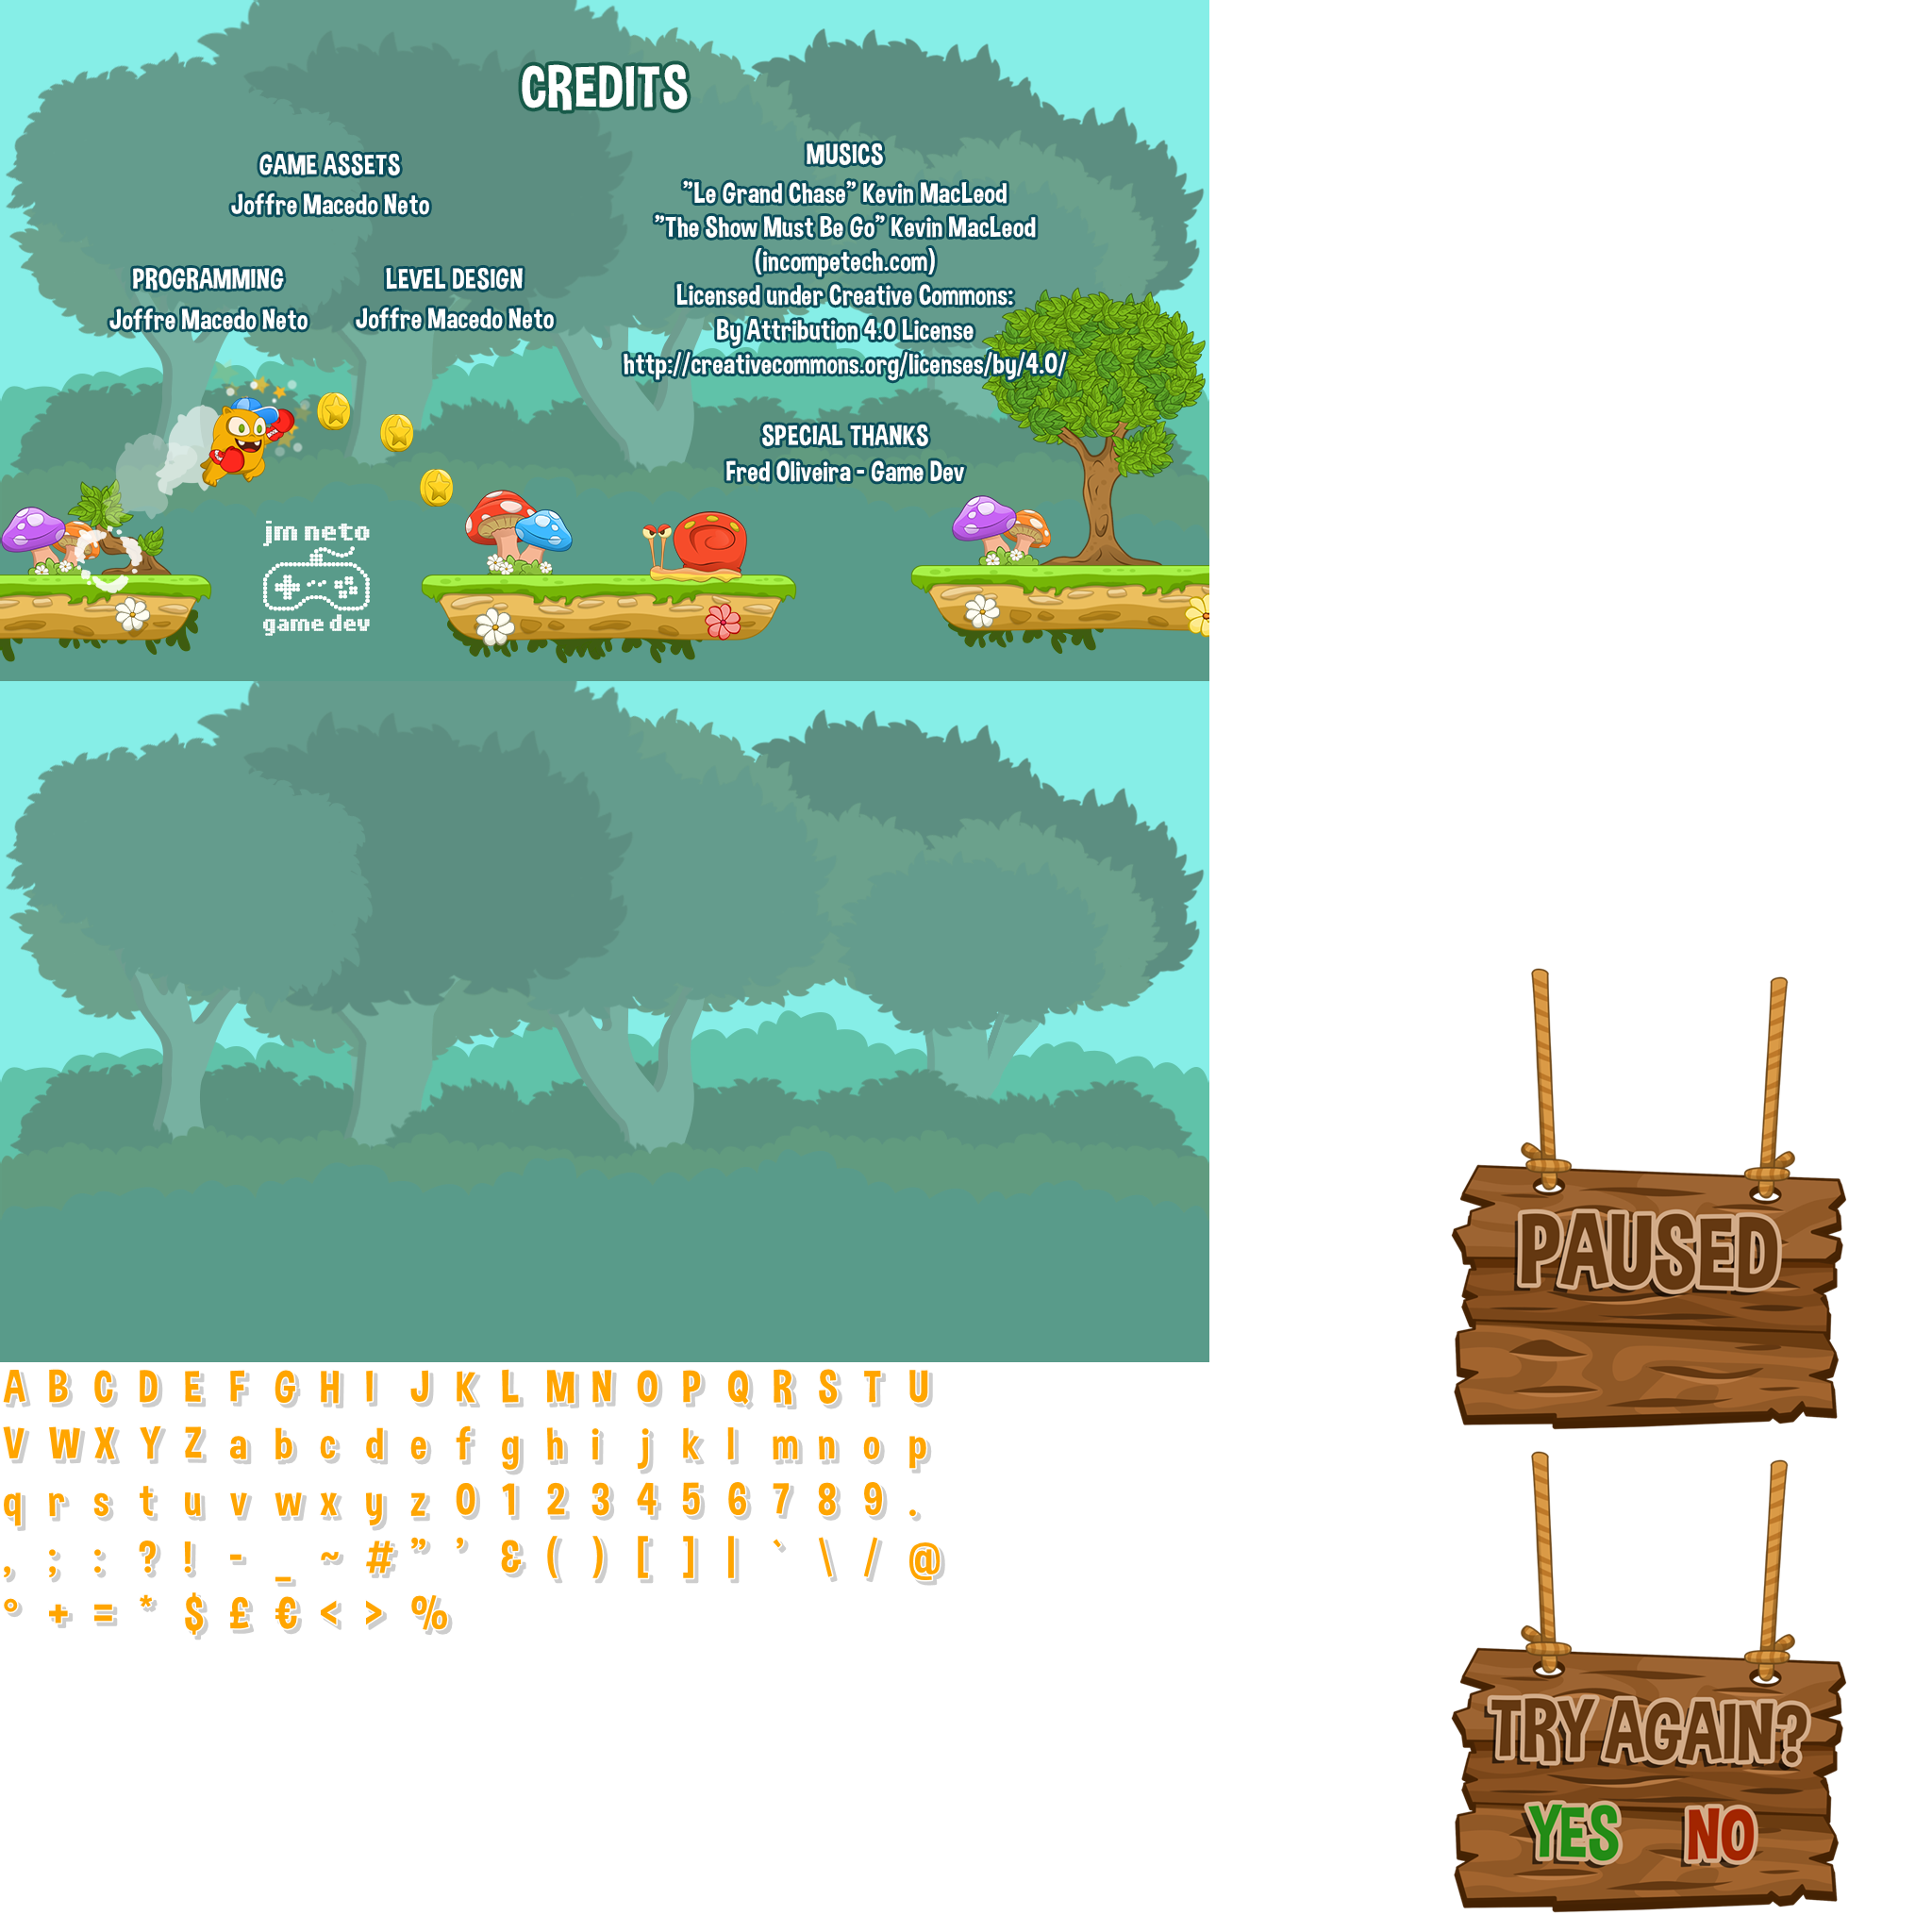 CREDITS
GAME ASSETS
Joffre Macedo Neto
PROGRAMMING
Joffre Macedo Neto
LEVEL DESIGN
Joffre Macedo Neto
MUSICS
”Le Grand Chase” Kevin MacLeod
”The Show Must Be Go” Kevin MacLeod
(incompetech.com)
Licensed under Creative Commons:
By Attribution 4.0 License
http://creativecommons.org/licenses/by/4.0/
SPECIAL THANKS
Fred Oliveira - Game Dev
jm neto
game dev
PAUSED
A B C D E F G H I J K L M N O P Q R S T U
V W X Y Z a b c d e f g h i j k l m n o p
q r s t u v w x y z 0 1 2 3 4 5 6 7 8 9 .
, ; : ? ! - _ ~ # ” ’ & ( ) [ ] | ` \ / @
° + = * $ £ € < > %
TRY AGAIN?
YES NO